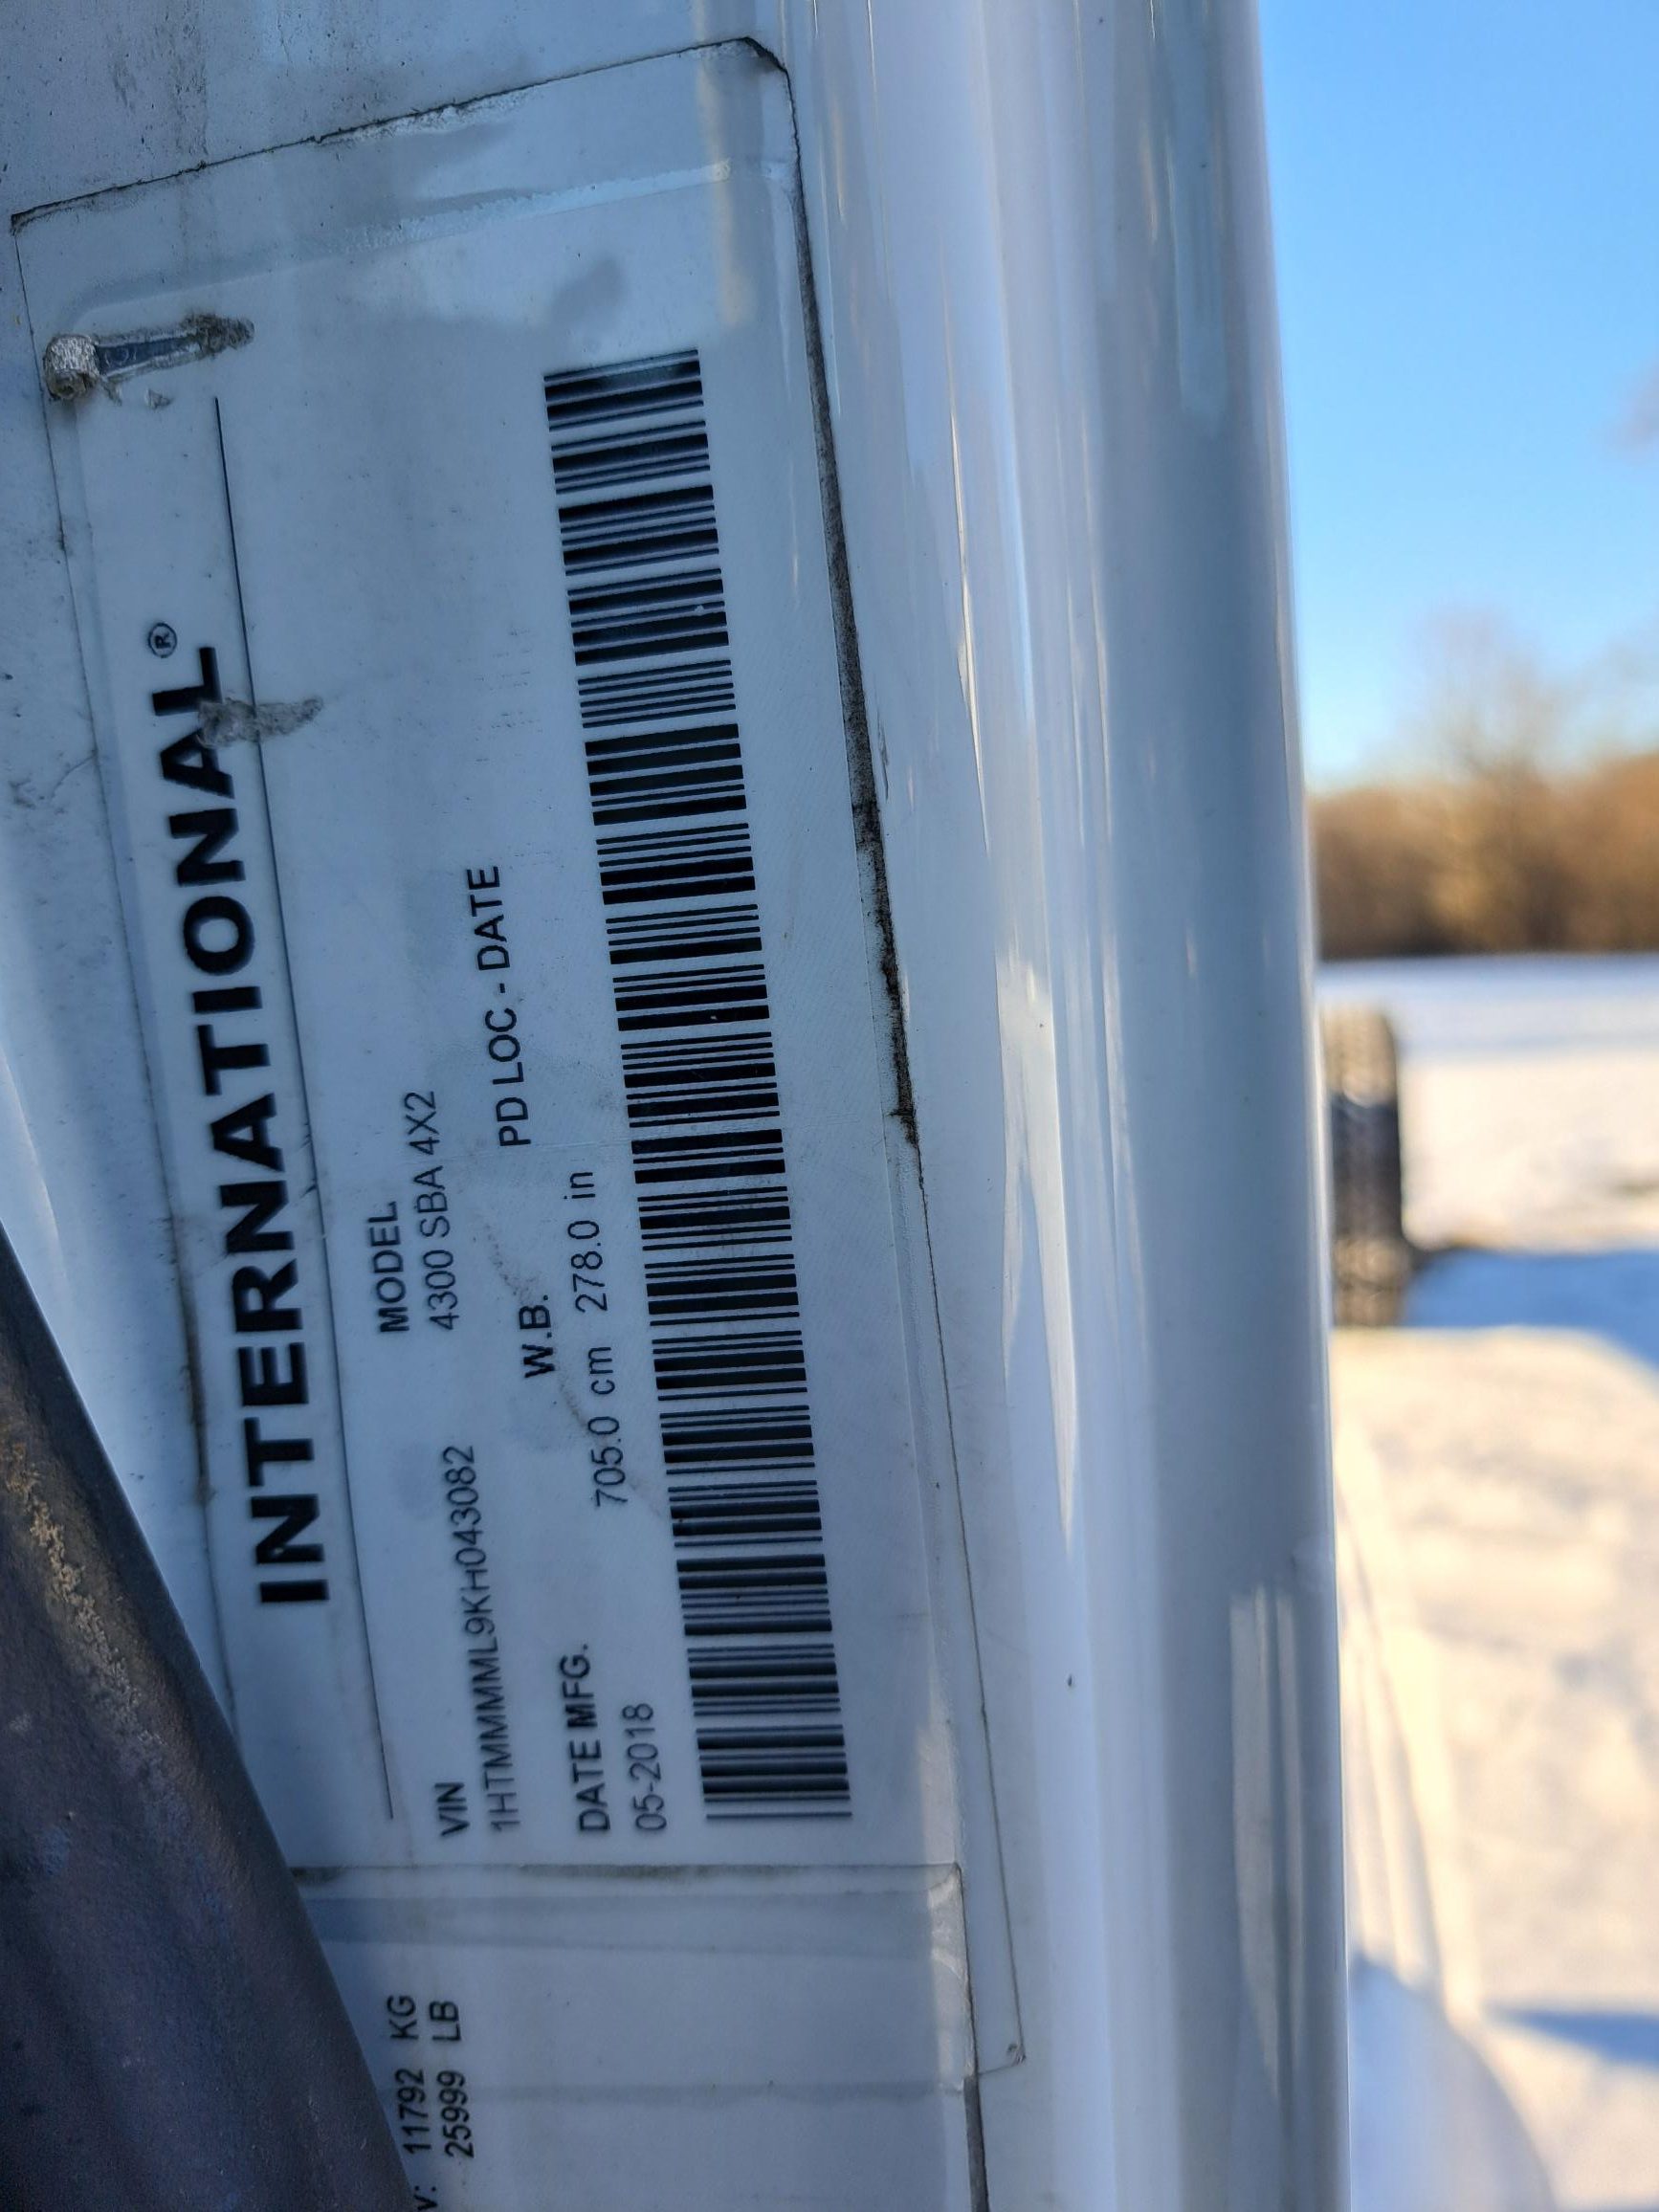 INTERNATIONAL®
VIN MODEL
1HTMMMML9KH043082 4300 SBA 4X2
DATE MFG. W.B. PD LOC - DATE
05-2018 705.0 cm 278.0 in
11792 KG
25999 LB